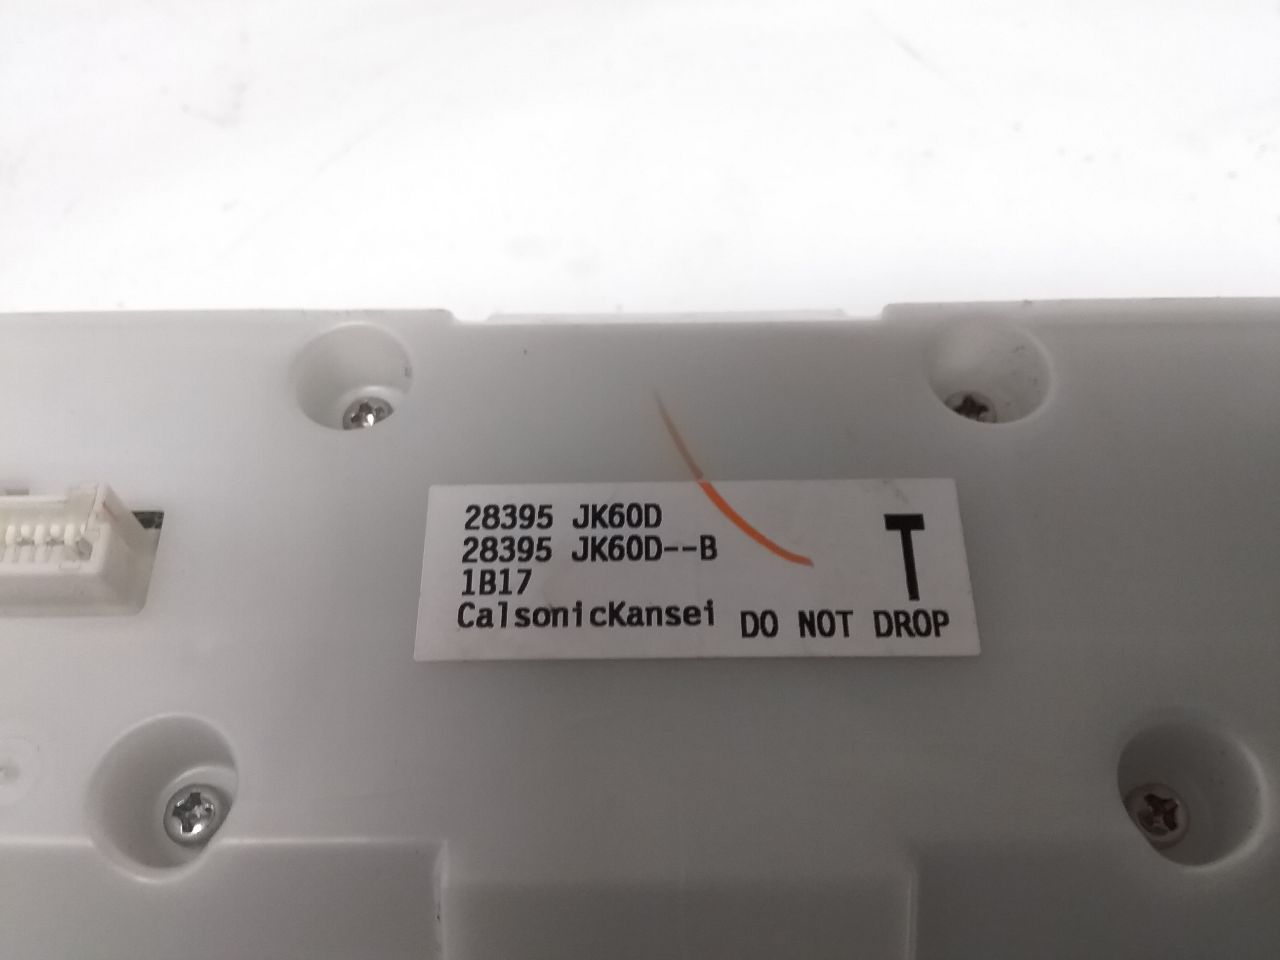 28395 JK60D
28395 JK60D--B
1B17
CalsonicKansei
T
DO NOT DROP